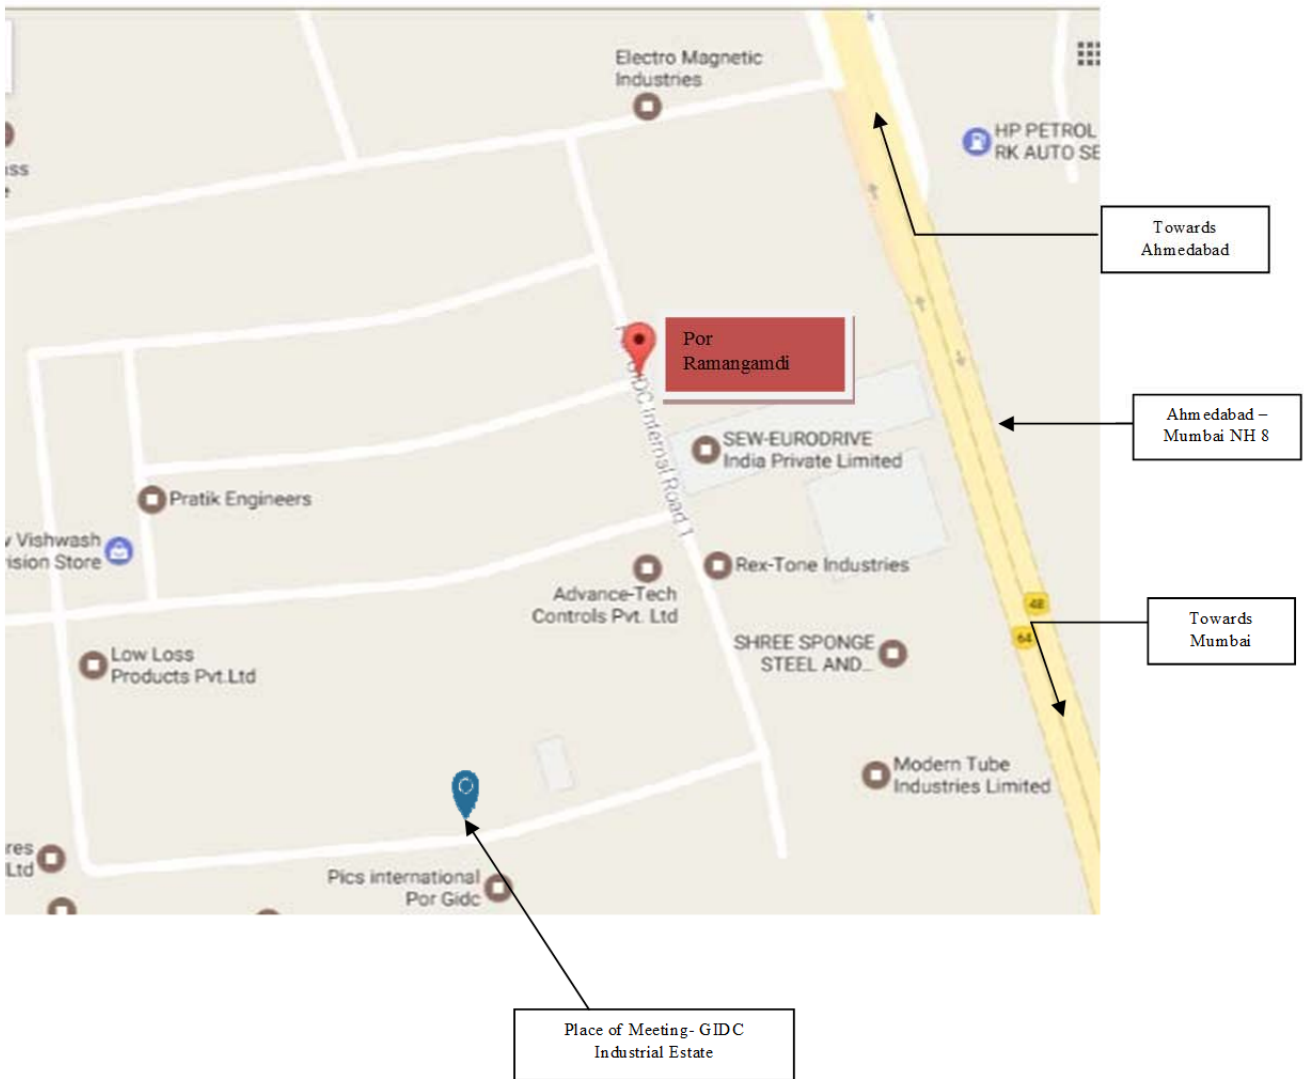 Electro Magnetic
Industries
HP PETROL
RK AUTO SE
ss
Towards
Ahmedabad
Por
Ramangamdi
GIDC Internal Road 1
Ahmedabad –
Mumbai NH 8
SEW-EURODRIVE
India Private Limited
Pratik Engineers
Vishwash
ision Store
Rex-Tone Industries
Advance-Tech
Controls Pvt. Ltd
48
64
Towards
Mumbai
SHREE SPONGE
STEEL AND...
Low Loss
Products Pvt.Ltd
Modern Tube
Industries Limited
res
Ltd
Pics international
Por Gidc
Place of Meeting- GIDC
Industrial Estate